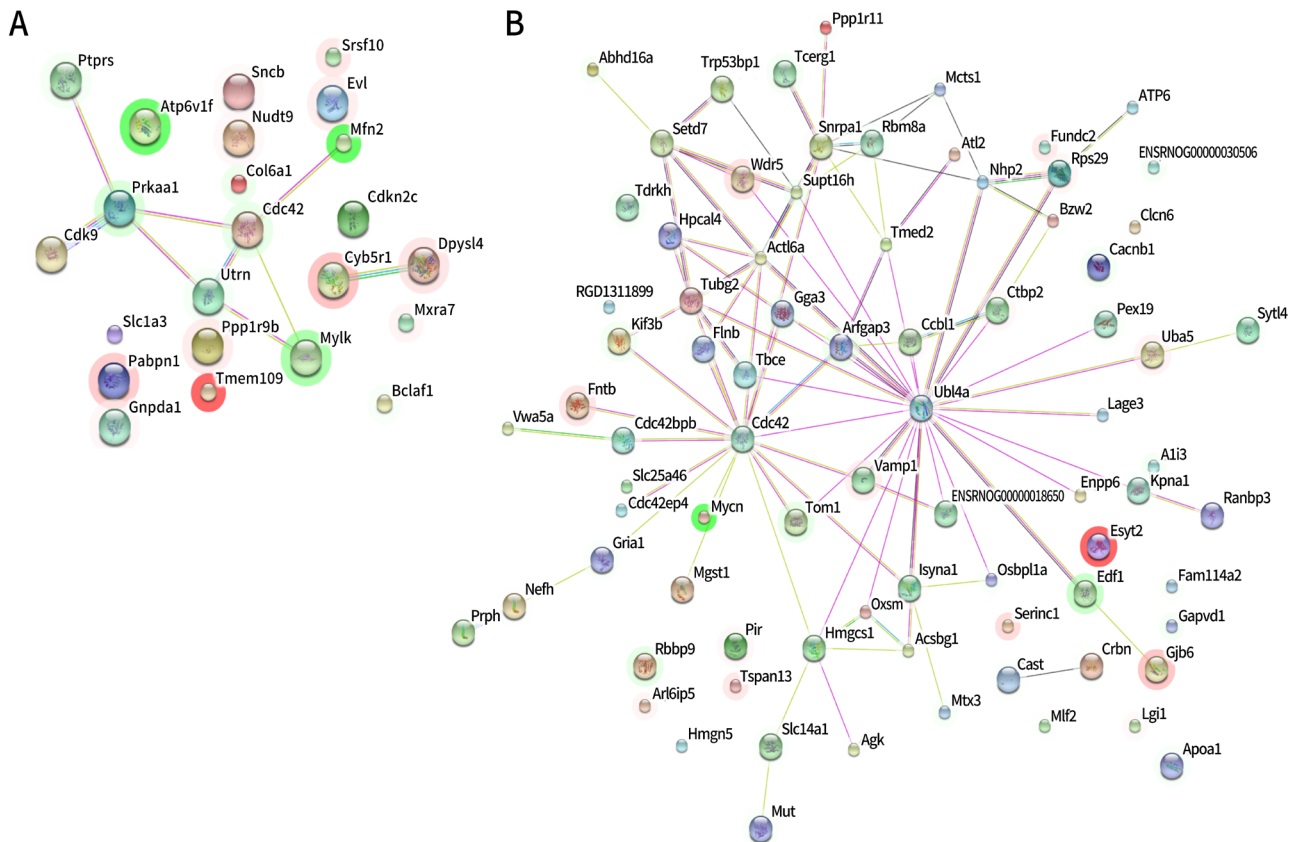 A
B
Ptprs
Atp6v1f
Sncb
Srsf10
Evl
Nudt9
Mfn2
Col6a1
Prkaa1
Cdc42
Cdkn2c
Cdk9
Cyb5r1
Dpysl4
Utrn
Mxra7
Slc1a3
Ppp1r9b
Mylk
Pabpn1
Tmem109
Bclaf1
Gnpda1
Ppp1r11
Abhd16a
Trp53bp1
Tcerg1
Mcts1
ATP6
Setd7
Snrpa1
Rbm8a
Atl2
Fundc2
Rps29
ENSRNOG00000030506
Wdr5
Supt16h
Nhp2
Tdrkh
Hpcal4
Bzw2
Clcn6
Actl6a
Tmed2
Cacnb1
RGD1311899
Tubg2
Gga3
Ctbp2
Kif3b
Flnb
Arfgap3
Ccbl1
Pex19
Sytl4
Tbce
Uba5
Fntb
Ubl4a
Vwa5a
Cdc42bpb
Cdc42
Lage3
Slc25a46
Vamp1
A1i3
Cdc42ep4
Mycn
Tom1
ENSRNOG00000018650
Enpp6
Kpna1
Ranbp3
Gria1
Esyt2
Nefh
Mgst1
Isyna1
Osbpl1a
Edf1
Fam114a2
Prph
Oxsm
Serinc1
Gapvd1
Rbbp9
Pir
Hmgcs1
Acsbg1
Cast
Crbn
Gjb6
Arl6ip5
Tspan13
Mtx3
Mlf2
Lgi1
Hmgn5
Slc14a1
Agk
Apoa1
Mut